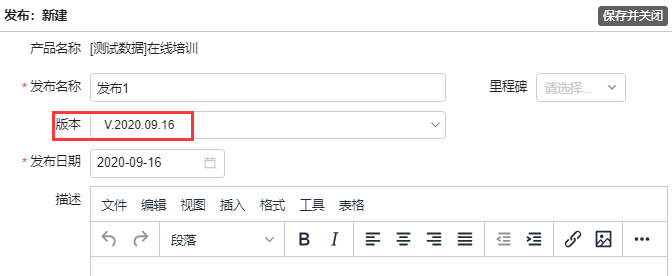 发布：新建 保存并关闭
产品名称 [测试数据]在线培训
* 发布名称 发布1 里程碑 请选择...
版本 V.2020.09.16
* 发布日期 2020-09-16
描述 文件 编辑 视图 插入 格式 工具 表格
段落 B I